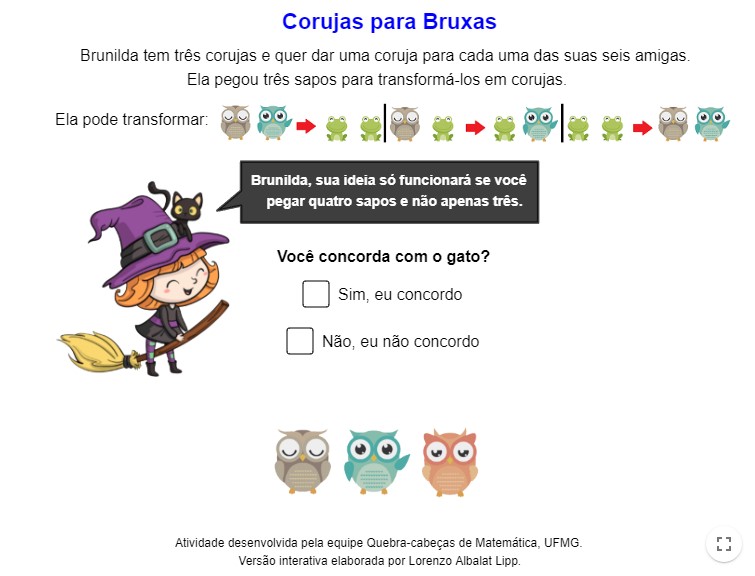 Corujas para Bruxas
Brunilda tem três corujas e quer dar uma coruja para cada uma das suas seis amigas.
Ela pegou três sapos para transformá-los em corujas.
Ela pode transformar:
Brunilda, sua ideia só funcionará se você
pegar quatro sapos e não apenas três.
Você concorda com o gato?
Sim, eu concordo
Não, eu não concordo
Atividade desenvolvida pela equipe Quebra-cabeças de Matemática, UFMG.
Versão interativa elaborada por Lorenzo Albalat Lipp.